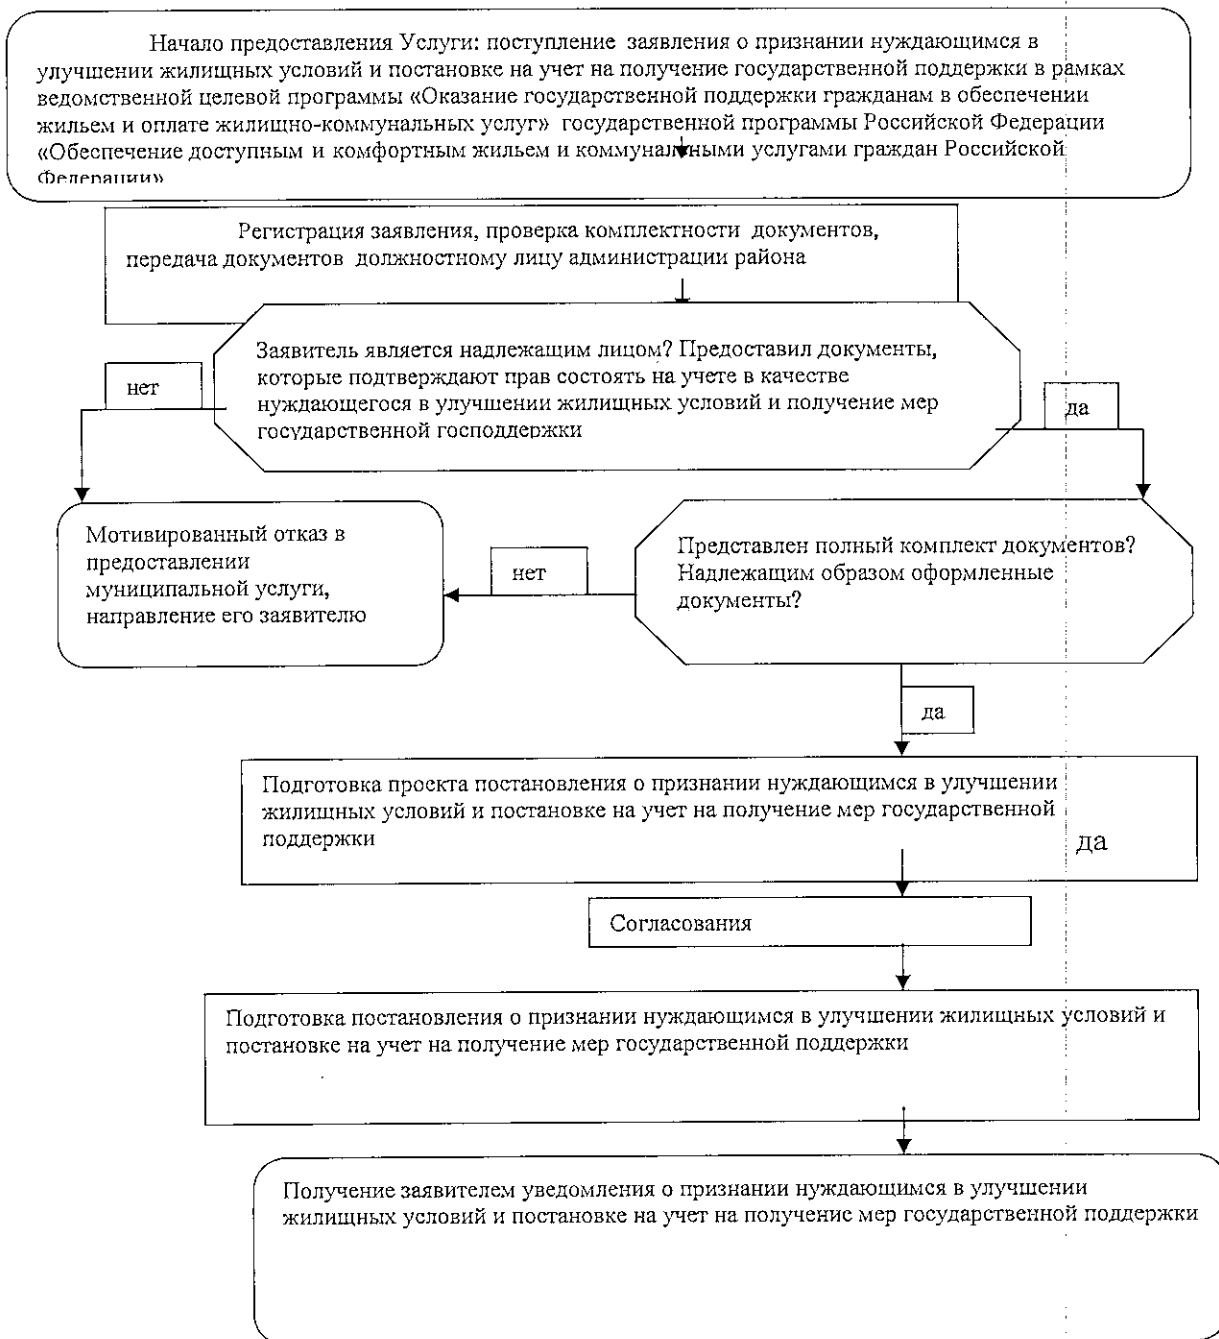 Начало предоставления Услуги: поступление заявления о признании нуждающимся в
улучшении жилищных условий и постановке на учет на получение государственной поддержки в рамках
ведомственной целевой программы «Оказание государственной поддержки гражданам в обеспечении
жильем и оплате жилищно-коммунальных услуг» государственной программы Российской Федерации
«Обеспечение доступным и комфортным жильем и коммунальными услугами граждан Российской
Федерации»
Регистрация заявления, проверка комплектности документов,
передача документов должностному лицу администрации района
Заявитель является надлежащим лицом? Предоставил документы,
которые подтверждают прав состоять на учете в качестве
нуждающегося в улучшении жилищных условий и получение мер
государственной господдержки
нет
да
Мотивированный отказ в
предоставлении
муниципальной услуги,
направление его заявителю
нет
Представлен полный комплект документов?
Надлежащим образом оформленные
документы?
да
Подготовка проекта постановления о признании нуждающимся в улучшении
жилищных условий и постановке на учет на получение мер государственной
поддержки
да
Согласования
Подготовка постановления о признании нуждающимся в улучшении жилищных условий и
постановке на учет на получение мер государственной поддержки
Получение заявителем уведомления о признании нуждающимся в улучшении
жилищных условий и постановке на учет на получение мер государственной поддержки